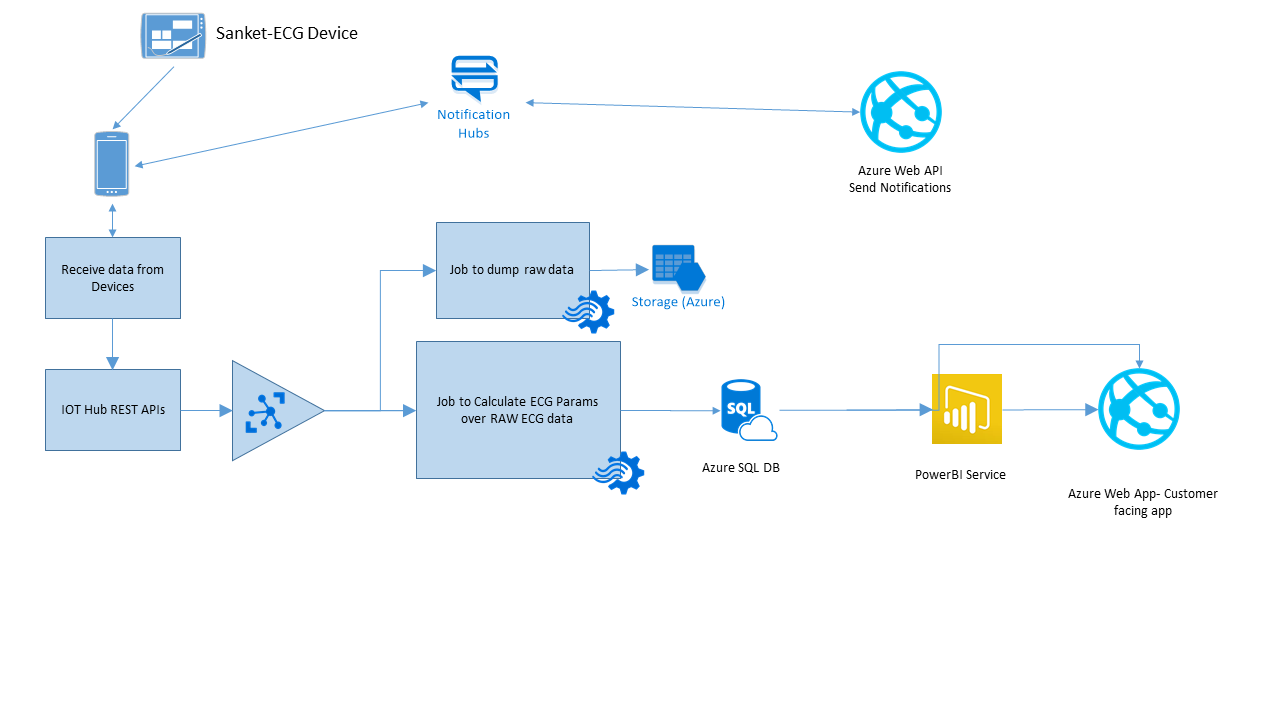 Sanket-ECG Device
Notification
Hubs
Azure Web API
Send Notifications
Receive data from
Devices
Job to dump raw data
Storage (Azure)
IOT Hub REST APIs
Job to Calculate ECG Params
over RAW ECG data
SQL
Azure SQL DB
PowerBI Service
Azure Web App- Customer
facing app